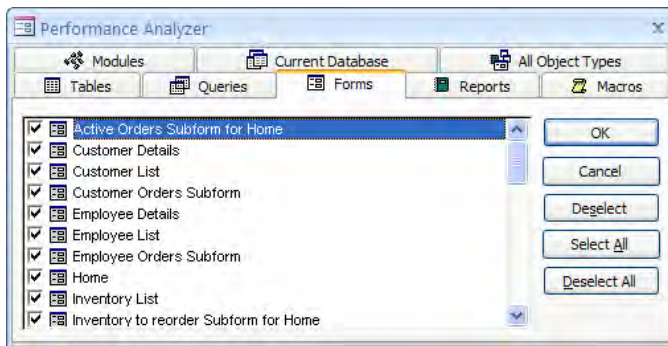 Performance Analyzer
Modules Current Database All Object Types
Tables Queries Forms Reports Macros
Active Orders Subform for Home
Customer Details
Customer List
Customer Orders Subform
Employee Details
Employee List
Employee Orders Subform
Home
Inventory List
Inventory to reorder Subform for Home
OK
Cancel
Deselect
Select All
Deselect All